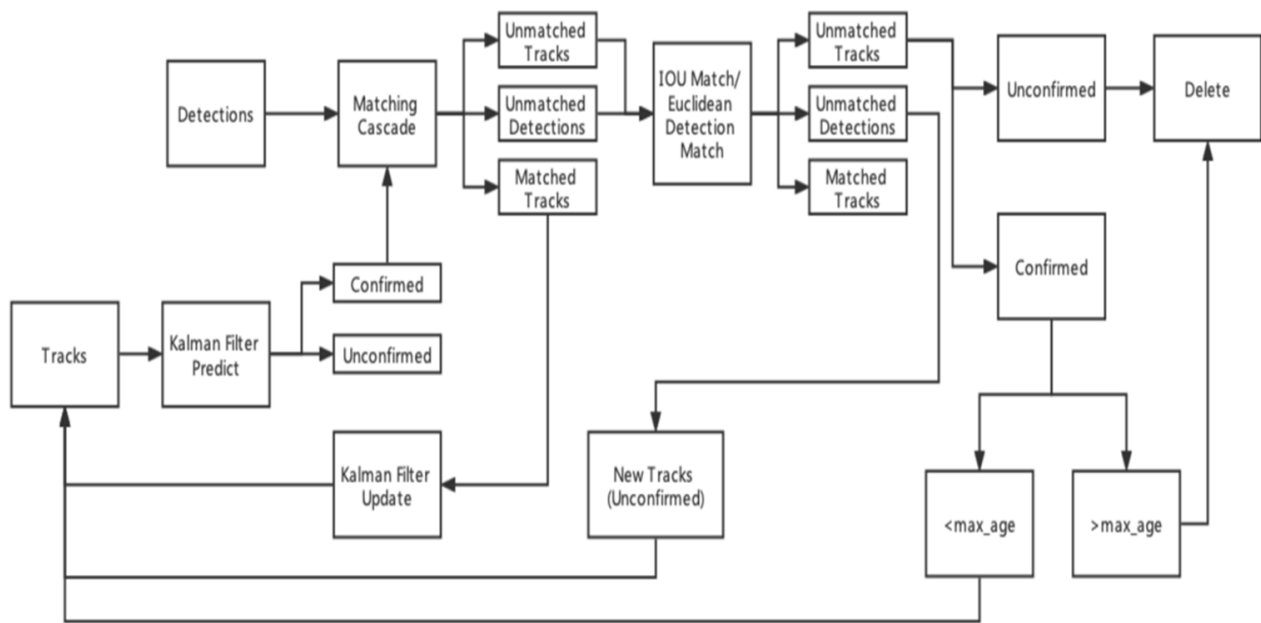 Detections
Matching
Cascade
Unmatched
Tracks
Unmatched
Detections
Matched
Tracks
IOU Match/
Euclidean
Detection
Match
Unmatched
Tracks
Unmatched
Detections
Matched
Tracks
Unconfirmed
Delete
Confirmed
Tracks
Kalman Filter
Predict
Confirmed
Unconfirmed
Kalman Filter
Update
New Tracks
(Unconfirmed)
<max_age
>max_age